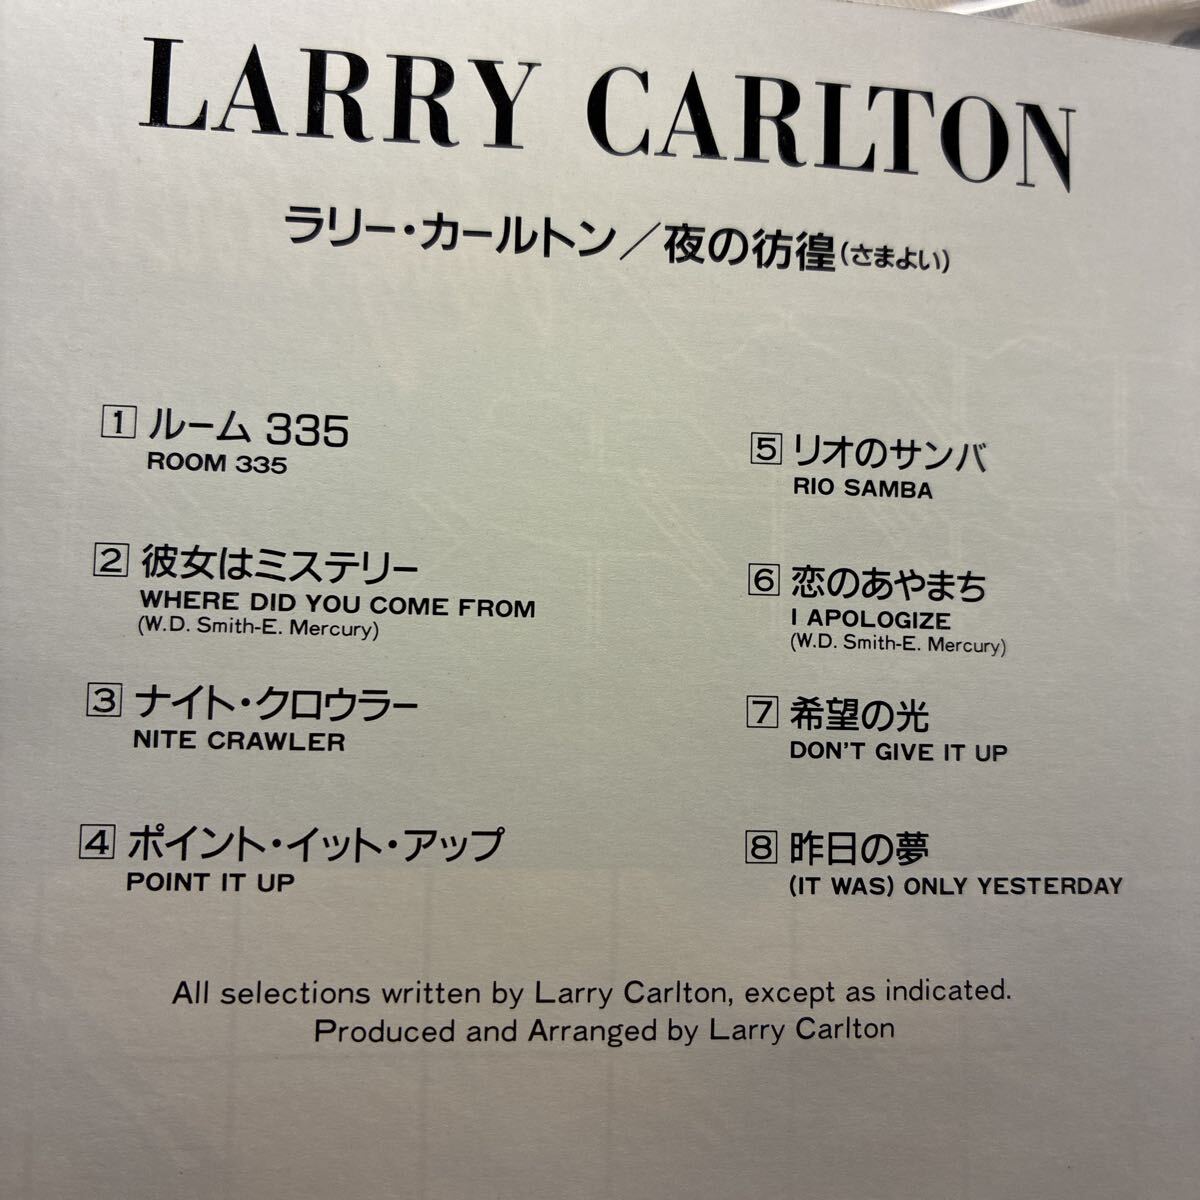 LARRY CARLTON
ラリー・カールトン／夜の彷徨(さまよい)
1 ルーム 335
ROOM 335
2 彼女はミステリー
WHERE DID YOU COME FROM
(W.D. Smith-E. Mercury)
3 ナイト・クロウラー
NITE CRAWLER
4 ポイント・イット・アップ
POINT IT UP
5 リオのサンバ
RIO SAMBA
6 恋のあやまち
I APOLOGIZE
(W.D. Smith-E. Mercury)
7 希望の光
DON'T GIVE IT UP
8 昨日の夢
(IT WAS) ONLY YESTERDAY
All selections written by Larry Carlton, except as indicated.
Produced and Arranged by Larry Carlton